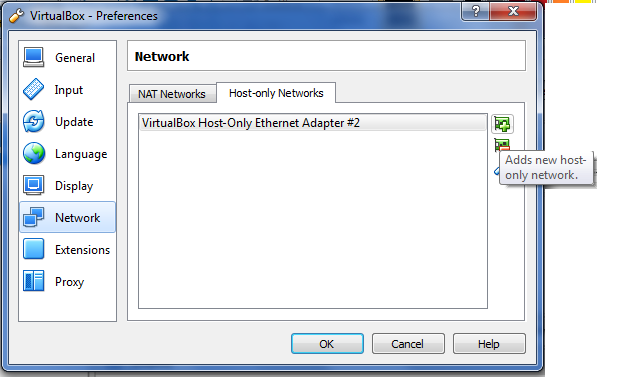 VirtualBox - Preferences
?
General
Input
Update
Language
Display
Network
Extensions
Proxy
Network
NAT Networks
Host-only Networks
VirtualBox Host-Only Ethernet Adapter #2
Adds new host-
only network.
OK
Cancel
Help